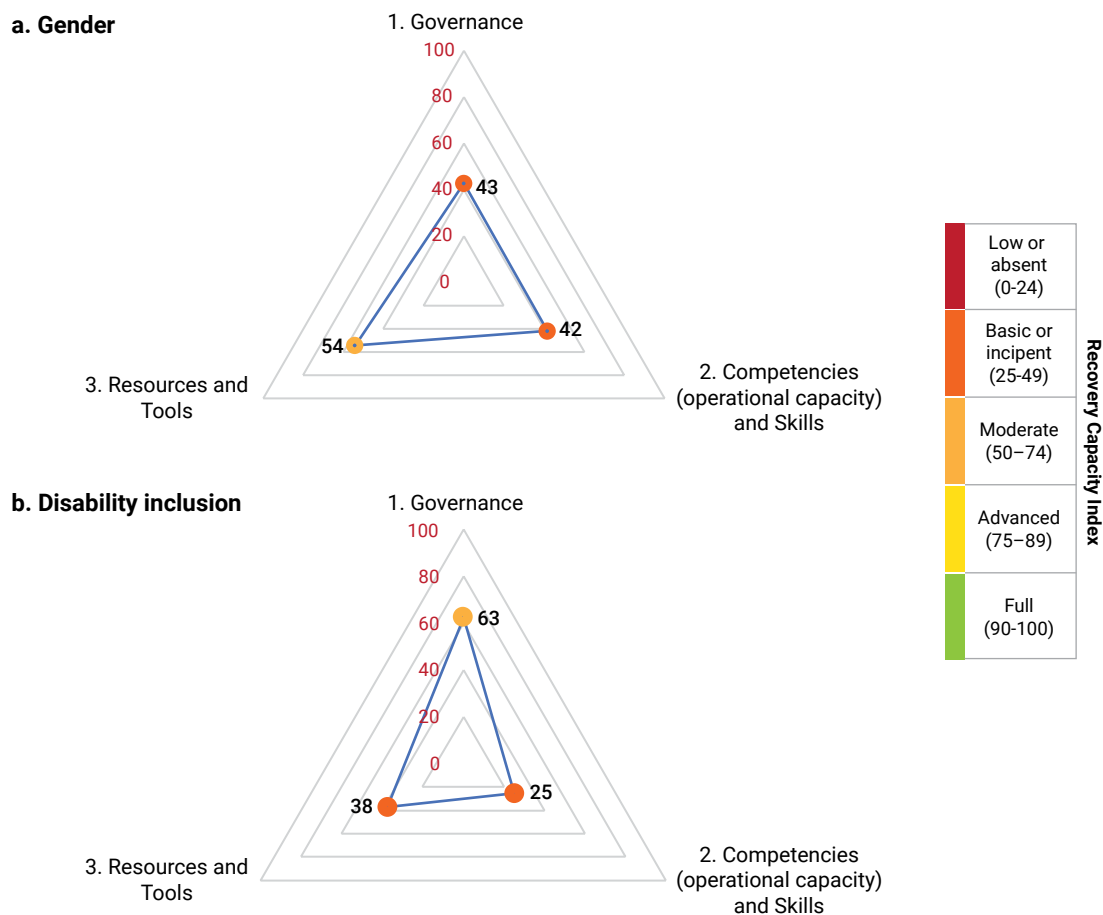 a. Gender
1. Governance
100
80
60
40
20
0
43
42
54
3. Resources and
Tools
2. Competencies
(operational capacity)
and Skills
b. Disability inclusion
1. Governance
100
80
60
40
20
0
63
25
38
3. Resources and
Tools
2. Competencies
(operational capacity)
and Skills
Low or
absent
(0-24)
Basic or
incipent
(25-49)
Moderate
(50–74)
Advanced
(75–89)
Full
(90-100)
Recovery Capacity Index